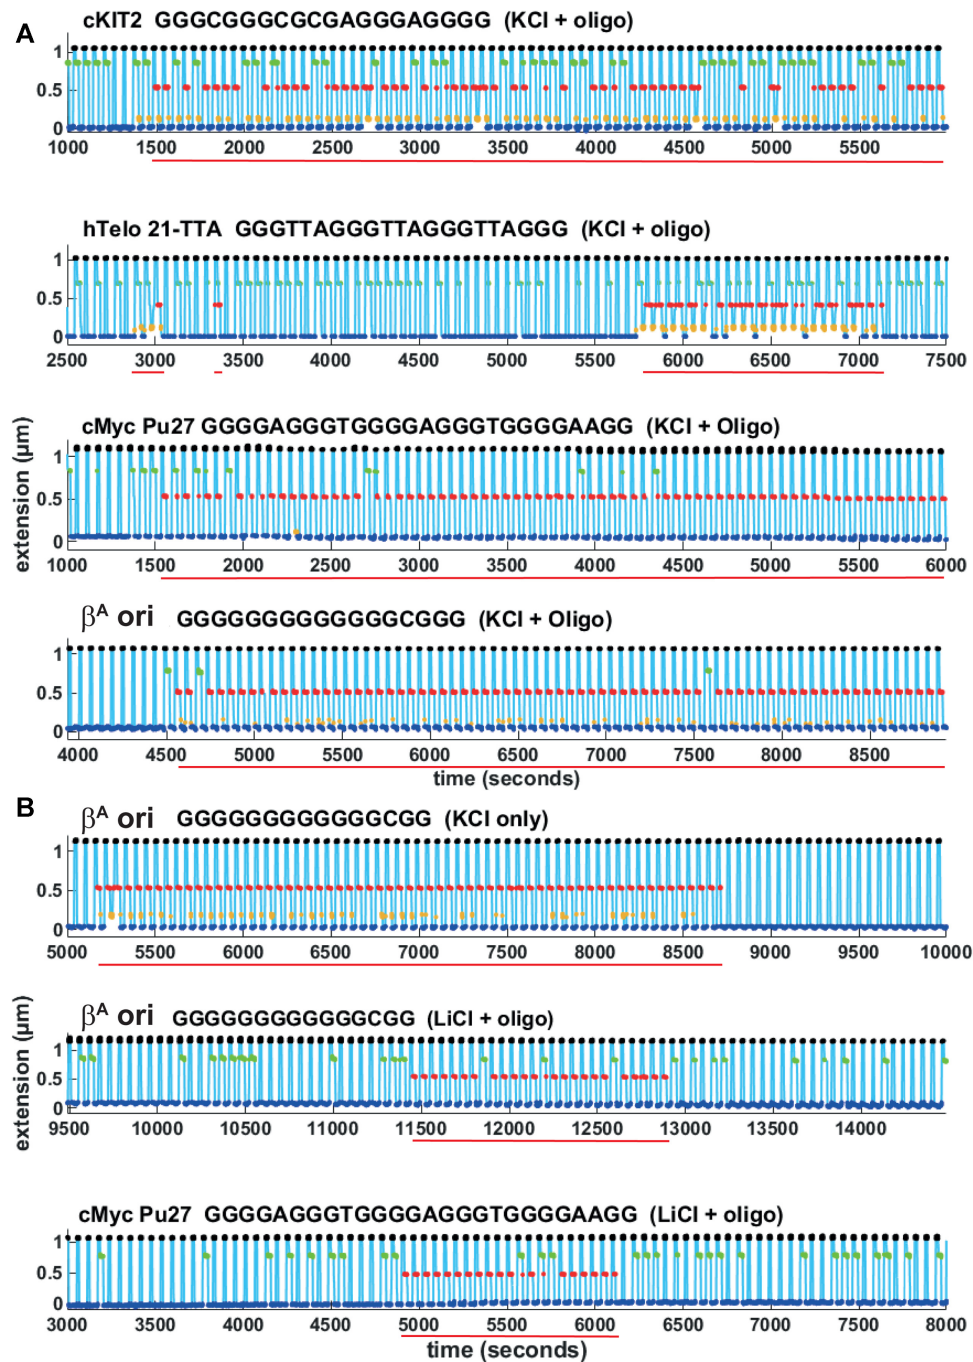 A
cKIT2 GGGCGGGCGCGAGGGAGGGG (KCl + oligo)
1
0.5
0
1000 1500 2000 2500 3000 3500 4000 4500 5000 5500
hTelo 21-TTA GGGTTAGGGTTAGGGTTAGGG (KCl + oligo)
1
0.5
0
2500 3000 3500 4000 4500 5000 5500 6000 6500 7000 7500
cMyc Pu27 GGGGAGGGTGGGGAGGGTGGGGAAGG (KCl + Oligo)
extension (µm)
1
0.5
0
1000 1500 2000 2500 3000 3500 4000 4500 5000 5500 6000
βᴬ ori GGGGGGGGGGGGGGCGGG (KCl + Oligo)
1
0.5
0
4000 4500 5000 5500 6000 6500 7000 7500 8000 8500
time (seconds)
B
βᴬ ori GGGGGGGGGGGGGCGG (KCl only)
1
0.5
0
5000 5500 6000 6500 7000 7500 8000 8500 9000 9500 10000
βᴬ ori GGGGGGGGGGGGGCGG (LiCl + oligo)
extension (µm)
1
0.5
0
9500 10000 10500 11000 11500 12000 12500 13000 13500 14000
cMyc Pu27 GGGGAGGGTGGGGAGGGTGGGGAAGG (LiCl + oligo)
1
0.5
0
3000 3500 4000 4500 5000 5500 6000 6500 7000 7500 8000
time (seconds)